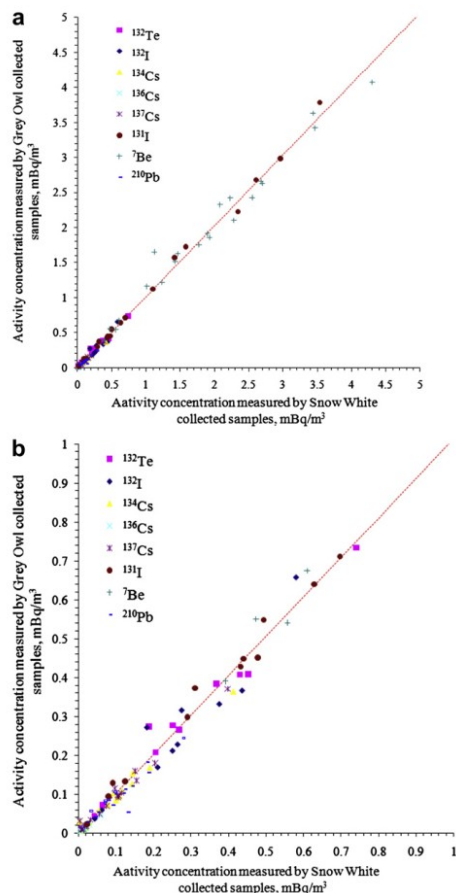 a
5
4.5
4
3.5
3
2.5
2
1.5
1
0.5
0
¹³²Te
¹³²I
¹³⁴Cs
¹³⁶Cs
¹³⁷Cs
¹³¹I
⁷Be
²¹⁰Pb
Activity concentration measured by Grey Owl collected
samples, mBq/m³
0 0.5 1 1.5 2 2.5 3 3.5 4 4.5 5
Aativity concentration measured by Snow White
collected samples, mBq/m³
b
1
0.9
0.8
0.7
0.6
0.5
0.4
0.3
0.2
0.1
0
¹³²Te
¹³²I
¹³⁴Cs
¹³⁶Cs
¹³⁷Cs
¹³¹I
⁷Be
²¹⁰Pb
Activity concentration measured by Grey Owl collected
samples, mBq/m³
0 0.1 0.2 0.3 0.4 0.5 0.6 0.7 0.8 0.9 1
Aativity concentration measured by Snow White
collected samples, mBq/m³